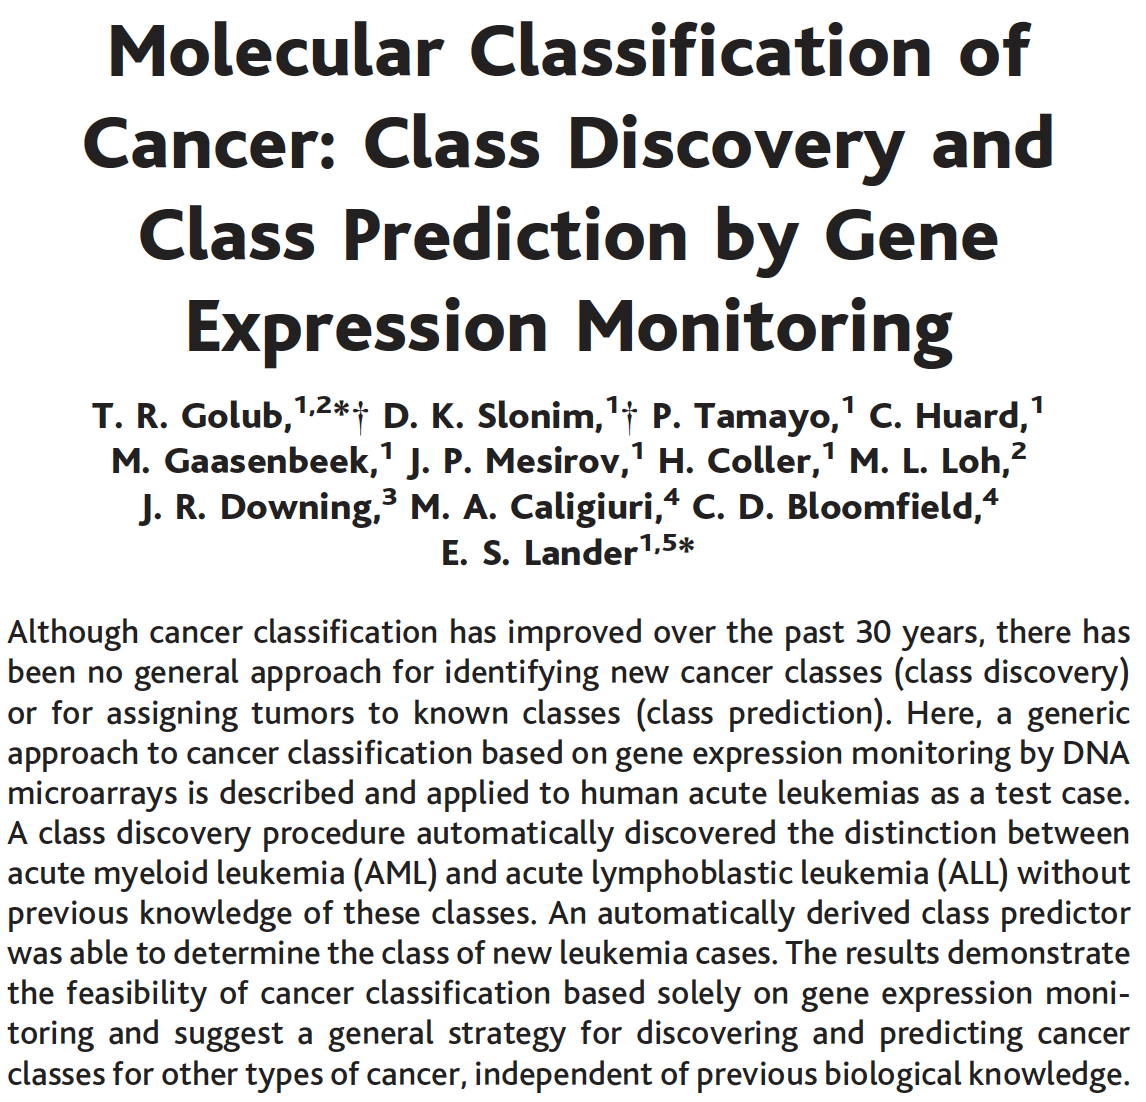 Molecular Classification of
Cancer: Class Discovery and
Class Prediction by Gene
Expression Monitoring
T. R. Golub,1,2*† D. K. Slonim,1† P. Tamayo,1 C. Huard,1
M. Gaasenbeek,1 J. P. Mesirov,1 H. Coller,1 M. L. Loh,2
J. R. Downing,3 M. A. Caligiuri,4 C. D. Bloomfield,4
E. S. Lander1,5*
Although cancer classification has improved over the past 30 years, there has
been no general approach for identifying new cancer classes (class discovery)
or for assigning tumors to known classes (class prediction). Here, a generic
approach to cancer classification based on gene expression monitoring by DNA
microarrays is described and applied to human acute leukemias as a test case.
A class discovery procedure automatically discovered the distinction between
acute myeloid leukemia (AML) and acute lymphoblastic leukemia (ALL) without
previous knowledge of these classes. An automatically derived class predictor
was able to determine the class of new leukemia cases. The results demonstrate
the feasibility of cancer classification based solely on gene expression moni-
toring and suggest a general strategy for discovering and predicting cancer
classes for other types of cancer, independent of previous biological knowledge.